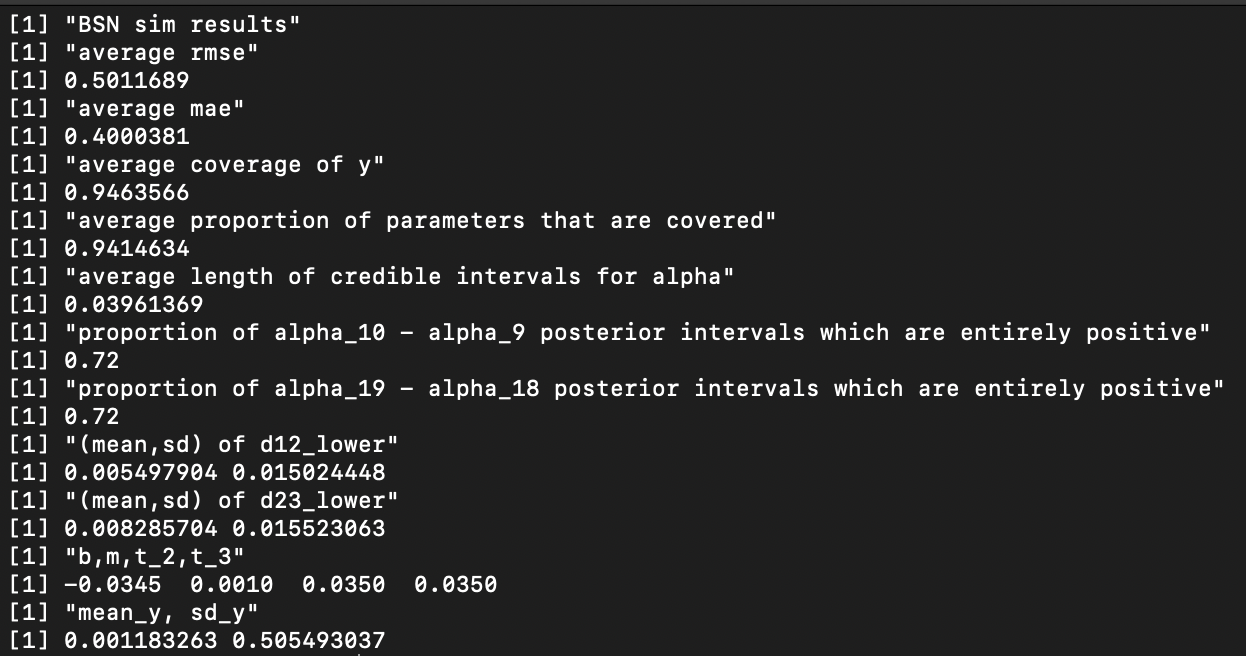 [1] "BSN sim results"
[1] "average rmse"
[1] 0.5011689
[1] "average mae"
[1] 0.4000381
[1] "average coverage of y"
[1] 0.9463566
[1] "average proportion of parameters that are covered"
[1] 0.9414634
[1] "average length of credible intervals for alpha"
[1] 0.03961369
[1] "proportion of alpha_10 - alpha_9 posterior intervals which are entirely positive"
[1] 0.72
[1] "proportion of alpha_19 - alpha_18 posterior intervals which are entirely positive"
[1] 0.72
[1] "(mean,sd) of d12_lower"
[1] 0.005497904 0.015024448
[1] "(mean,sd) of d23_lower"
[1] 0.008285704 0.015523063
[1] "b,m,t_2,t_3"
[1] -0.0345  0.0010  0.0350  0.0350
[1] "mean_y, sd_y"
[1] 0.001183263 0.505493037